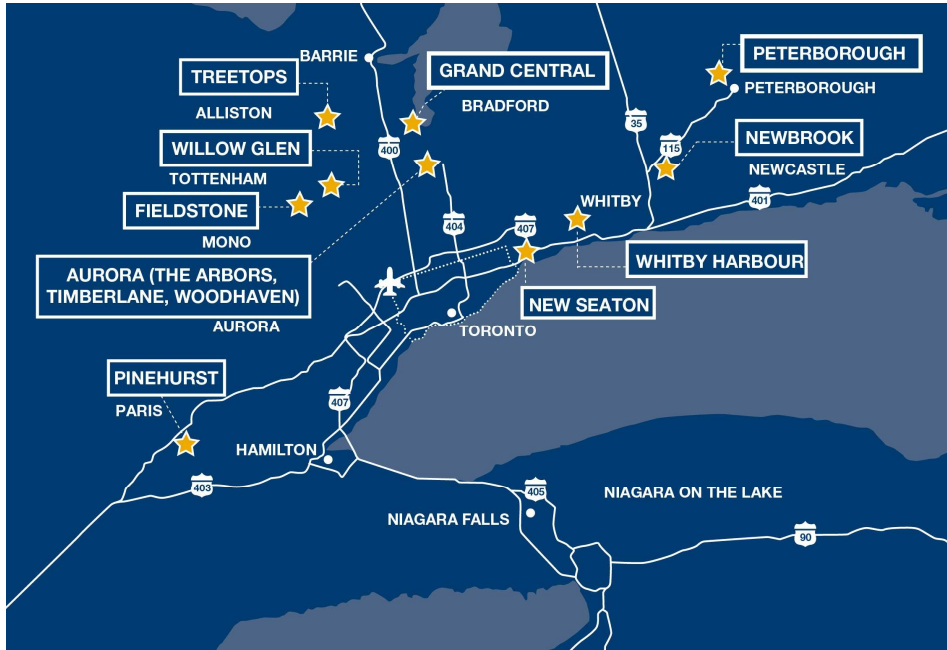 BARRIE
TREETOPS
ALLISTON
GRAND CENTRAL
BRADFORD
PETERBOROUGH
PETERBOROUGH
35
115
400
WILLOW GLEN
TOTTENHAM
NEWBROOK
NEWCASTLE
FIELDSTONE
MONO
404
407
WHITBY
401
AURORA (THE ARBORS,
TIMBERLANE, WOODHAVEN)
AURORA
WHITBY HARBOUR
NEW SEATON
TORONTO
PINEHURST
PARIS
407
HAMILTON
403
405
NIAGARA ON THE LAKE
NIAGARA FALLS
90